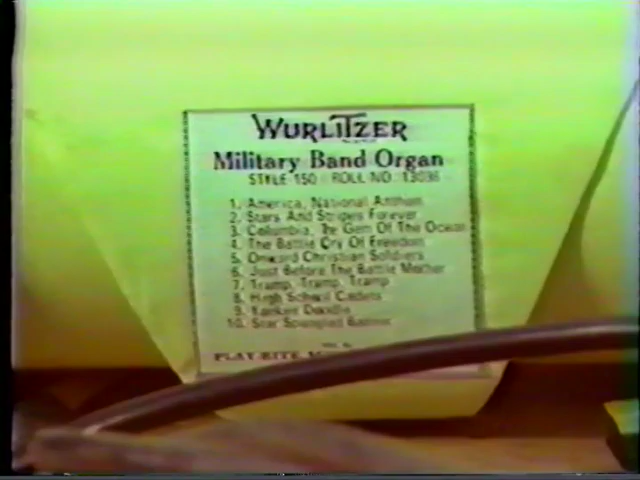 WURLITZER
Military Band Organ
STYLE 150 ROLL NO. 13036
1. America, National Anthem
2. Stars And Stripes Forever
3. Columbia, The Gem Of The Ocean
4. The Battle Cry Of Freedom
5. Onward Christian Soldiers
6. Just Before The Battle Mother
7. Tramp, Tramp, Tramp
8. High School Cadets
9. Yankee Doodle
10. Star Spangled Banner
PLAY-RITE